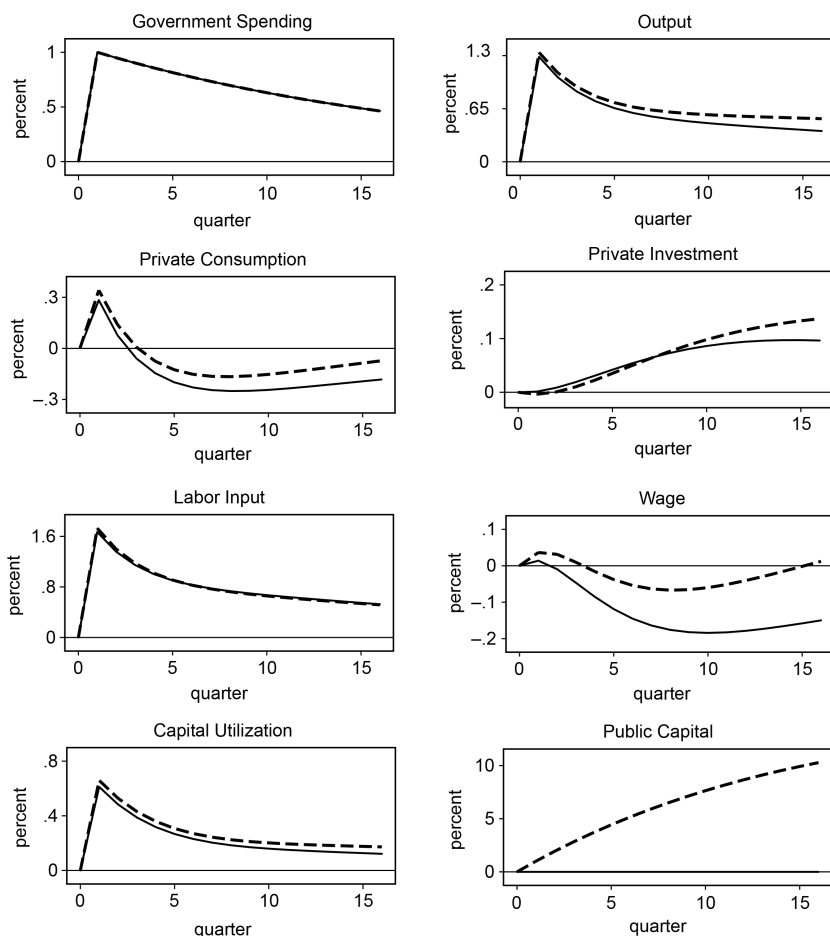 Government Spending
1
.5
0
percent
0 5 10 15
quarter
Output
1.3
.65
0
percent
0 5 10 15
quarter
Private Consumption
.3
0
–.3
percent
0 5 10 15
quarter
Private Investment
.2
.1
0
percent
0 5 10 15
quarter
Labor Input
1.6
.8
0
percent
0 5 10 15
quarter
Wage
.1
0
–.1
–.2
percent
0 5 10 15
quarter
Capital Utilization
.8
.4
0
percent
0 5 10 15
quarter
Public Capital
10
5
0
percent
0 5 10 15
quarter